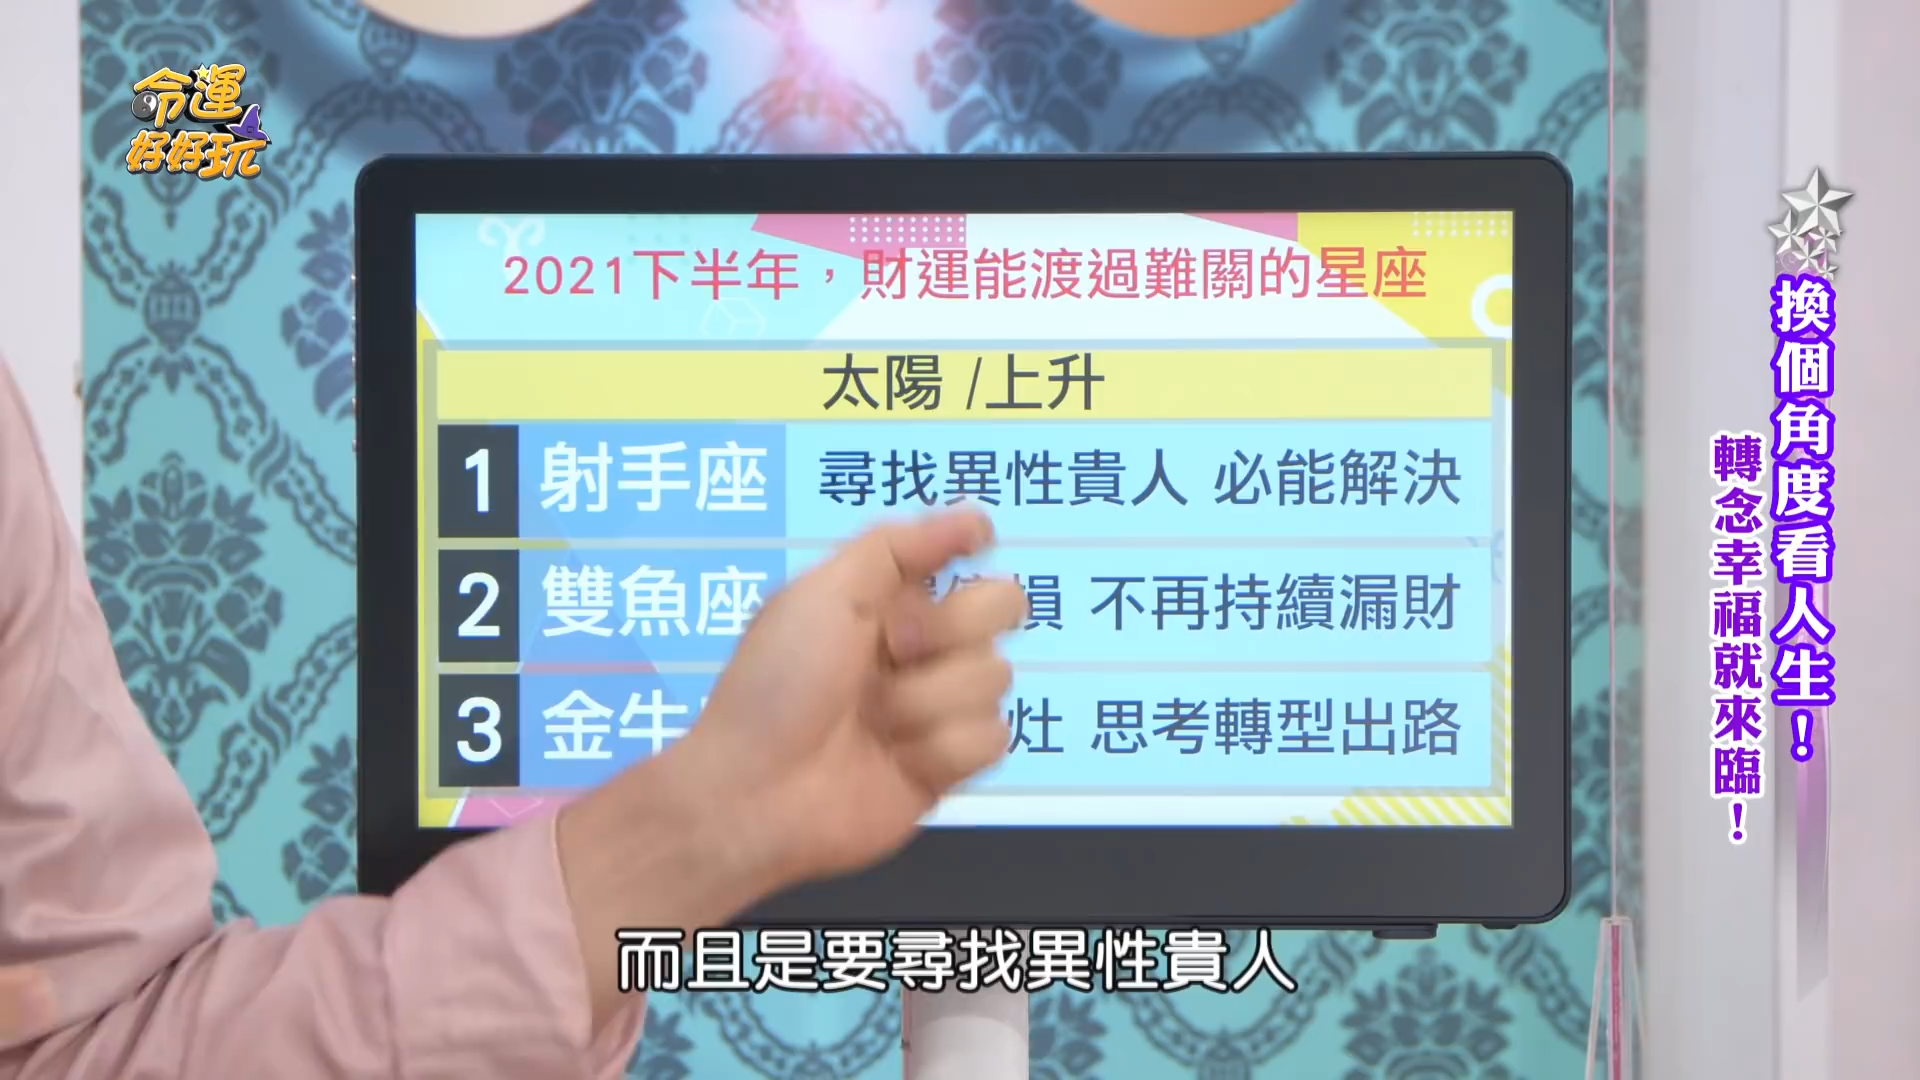 命運
好好玩
2021下半年，財運能渡過難關的星座
太陽 /上升
1 射手座 尋找異性貴人 必能解決
2 雙魚座 損 不再持續漏財
3 金牛 灶 思考轉型出路
換個角度看人生！
轉念幸福就來臨！
而且是要尋找異性貴人